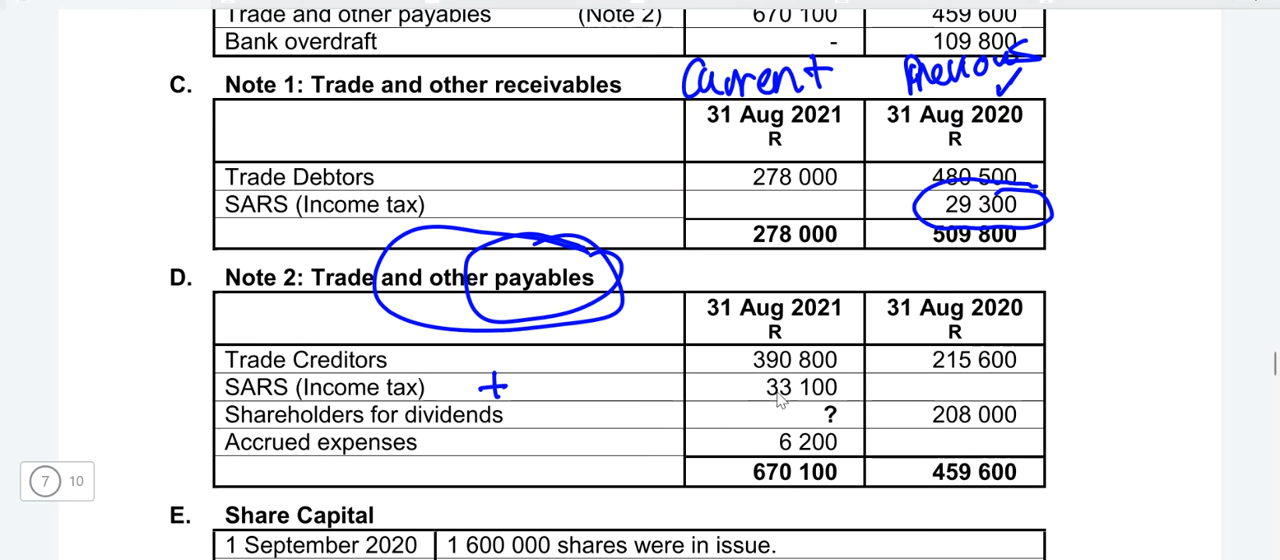 Trade and other payables (Note 2) 670 100 459 600
Bank overdraft - 109 800
Current Previous
C. Note 1: Trade and other receivables
31 Aug 2021 31 Aug 2020
R R
Trade Debtors 278 000 480 500
SARS (Income tax) 29 300
278 000 509 800
D. Note 2: Trade and other payables
31 Aug 2021 31 Aug 2020
R R
Trade Creditors 390 800 215 600
SARS (Income tax) + 33 100
Shareholders for dividends ? 208 000
Accrued expenses 6 200
670 100 459 600
7 10
E. Share Capital
1 September 2020 1 600 000 shares were in issue.